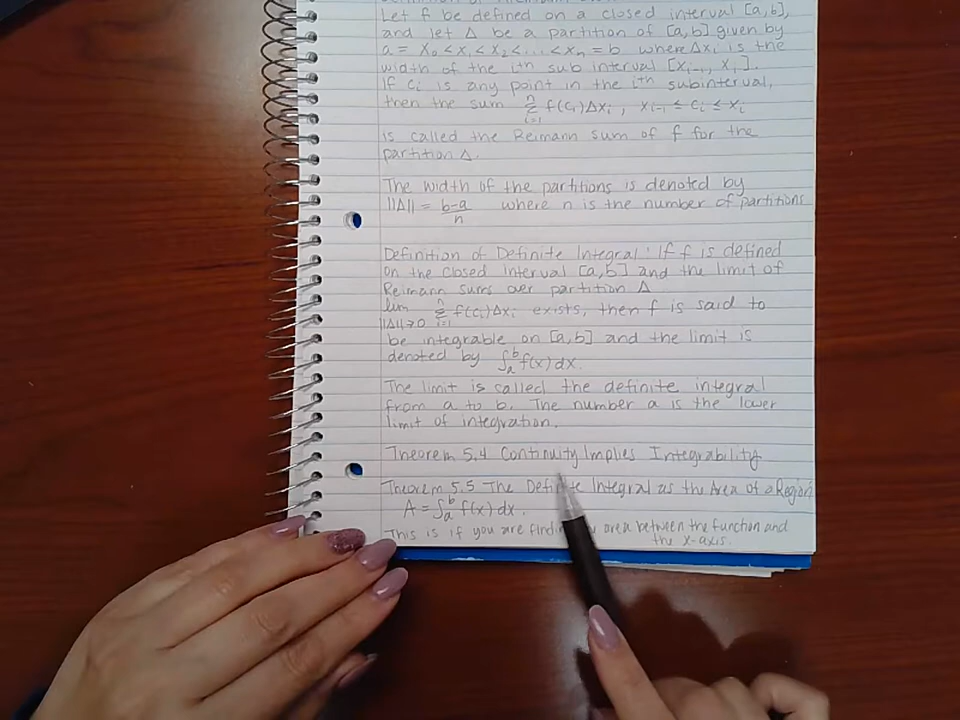 Let f be defined on a closed interval [a,b],
and let Δ be a partition of [a,b] given by
a = x₀ < x₁ < x₂ < ... < xₙ = b where Δxᵢ is the
width of the iᵗʰ sub interval [xᵢ₋₁, xᵢ].
If cᵢ is any point in the iᵗʰ subinterval,
then the sum Σⁿᵢ₌₁ f(cᵢ)Δxᵢ , xᵢ₋₁ ≤ cᵢ ≤ xᵢ
is called the Reimann sum of f for the
partition Δ.
The width of the partitions is denoted by
||Δ|| = b-a/n where n is the number of partitions
Definition of Definite Integral: If f is defined
on the closed interval [a,b] and the limit of
Reimann sums over partition Δ
lim ||Δ||→0 Σⁿᵢ₌₁ f(cᵢ)Δxᵢ exists, then f is said to
be integrable on [a,b] and the limit is
denoted by ∫ₐᵇ f(x) dx.
The limit is called the definite integral
from a to b. The number a is the lower
limit of integration.
Theorem 5.4 Continuity Implies Integrability
Theorem 5.5 The Definite Integral as the Area of a Region
A = ∫ₐᵇ f(x) dx.
This is if you are area between the function and
the x-axis.